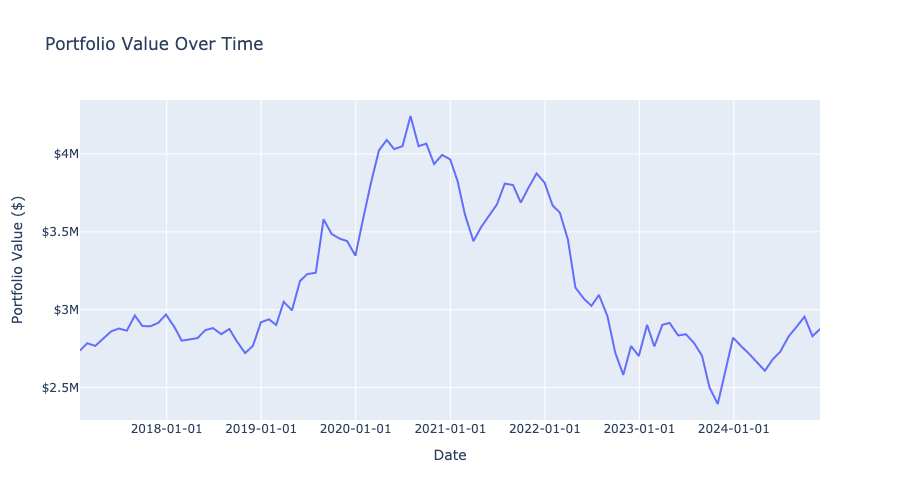 Portfolio Value Over Time
$4M
$3.5M
$3M
$2.5M
Portfolio Value ($)
2018-01-01
2019-01-01
2020-01-01
2021-01-01
2022-01-01
2023-01-01
2024-01-01
Date